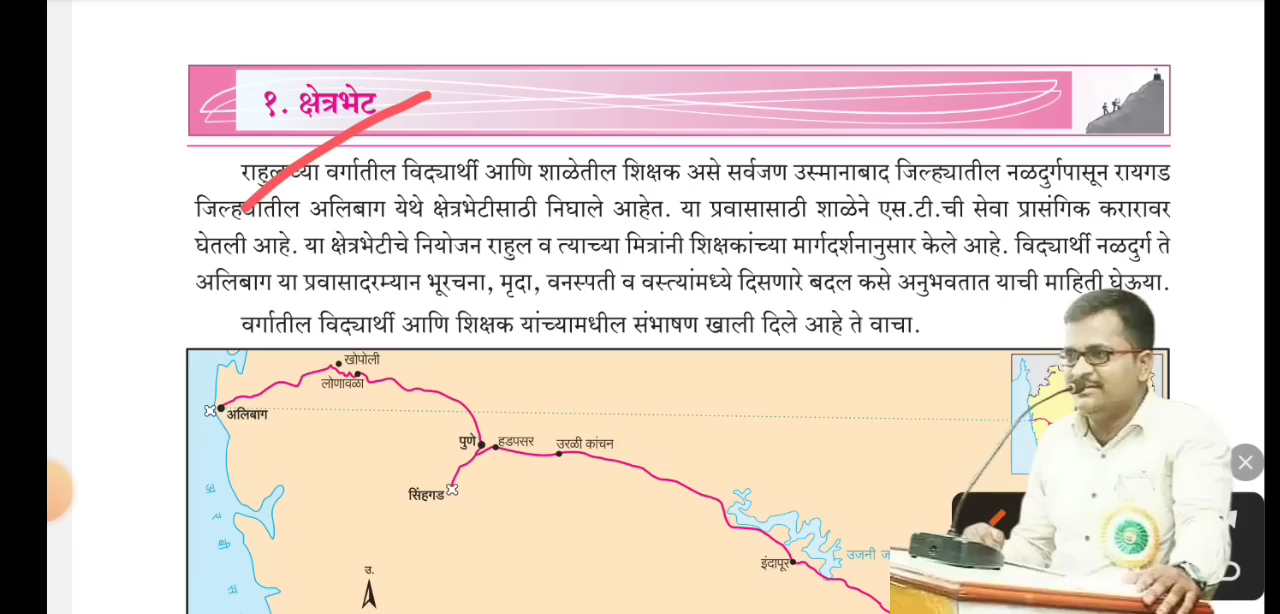 १. क्षेत्रभेट
राहुलच्या वर्गातील विद्यार्थी आणि शाळेतील शिक्षक असे सर्वजण उस्मानाबाद जिल्ह्यातील नळदुर्गपासून रायगड
जिल्ह्यातील अलिबाग येथे क्षेत्रभेटीसाठी निघाले आहेत. या प्रवासासाठी शाळेने एस.टी.ची सेवा प्रासंगिक करारावर
घेतली आहे. या क्षेत्रभेटीचे नियोजन राहुल व त्याच्या मित्रांनी शिक्षकांच्या मार्गदर्शनानुसार केले आहे. विद्यार्थी नळदुर्ग ते
अलिबाग या प्रवासादरम्यान भूरचना, मृदा, वनस्पती व वस्त्यांमध्ये दिसणारे बदल कसे अनुभवतात याची माहिती घेऊया.
वर्गातील विद्यार्थी आणि शिक्षक यांच्यामधील संभाषण खाली दिले आहे ते वाचा.
खोपोली
लोणावळा
अलिबाग
पुणे
हडपसर
उरळी कांचन
सिंहगड
अ
र
बी
उजनी
इंदापूर
उ.